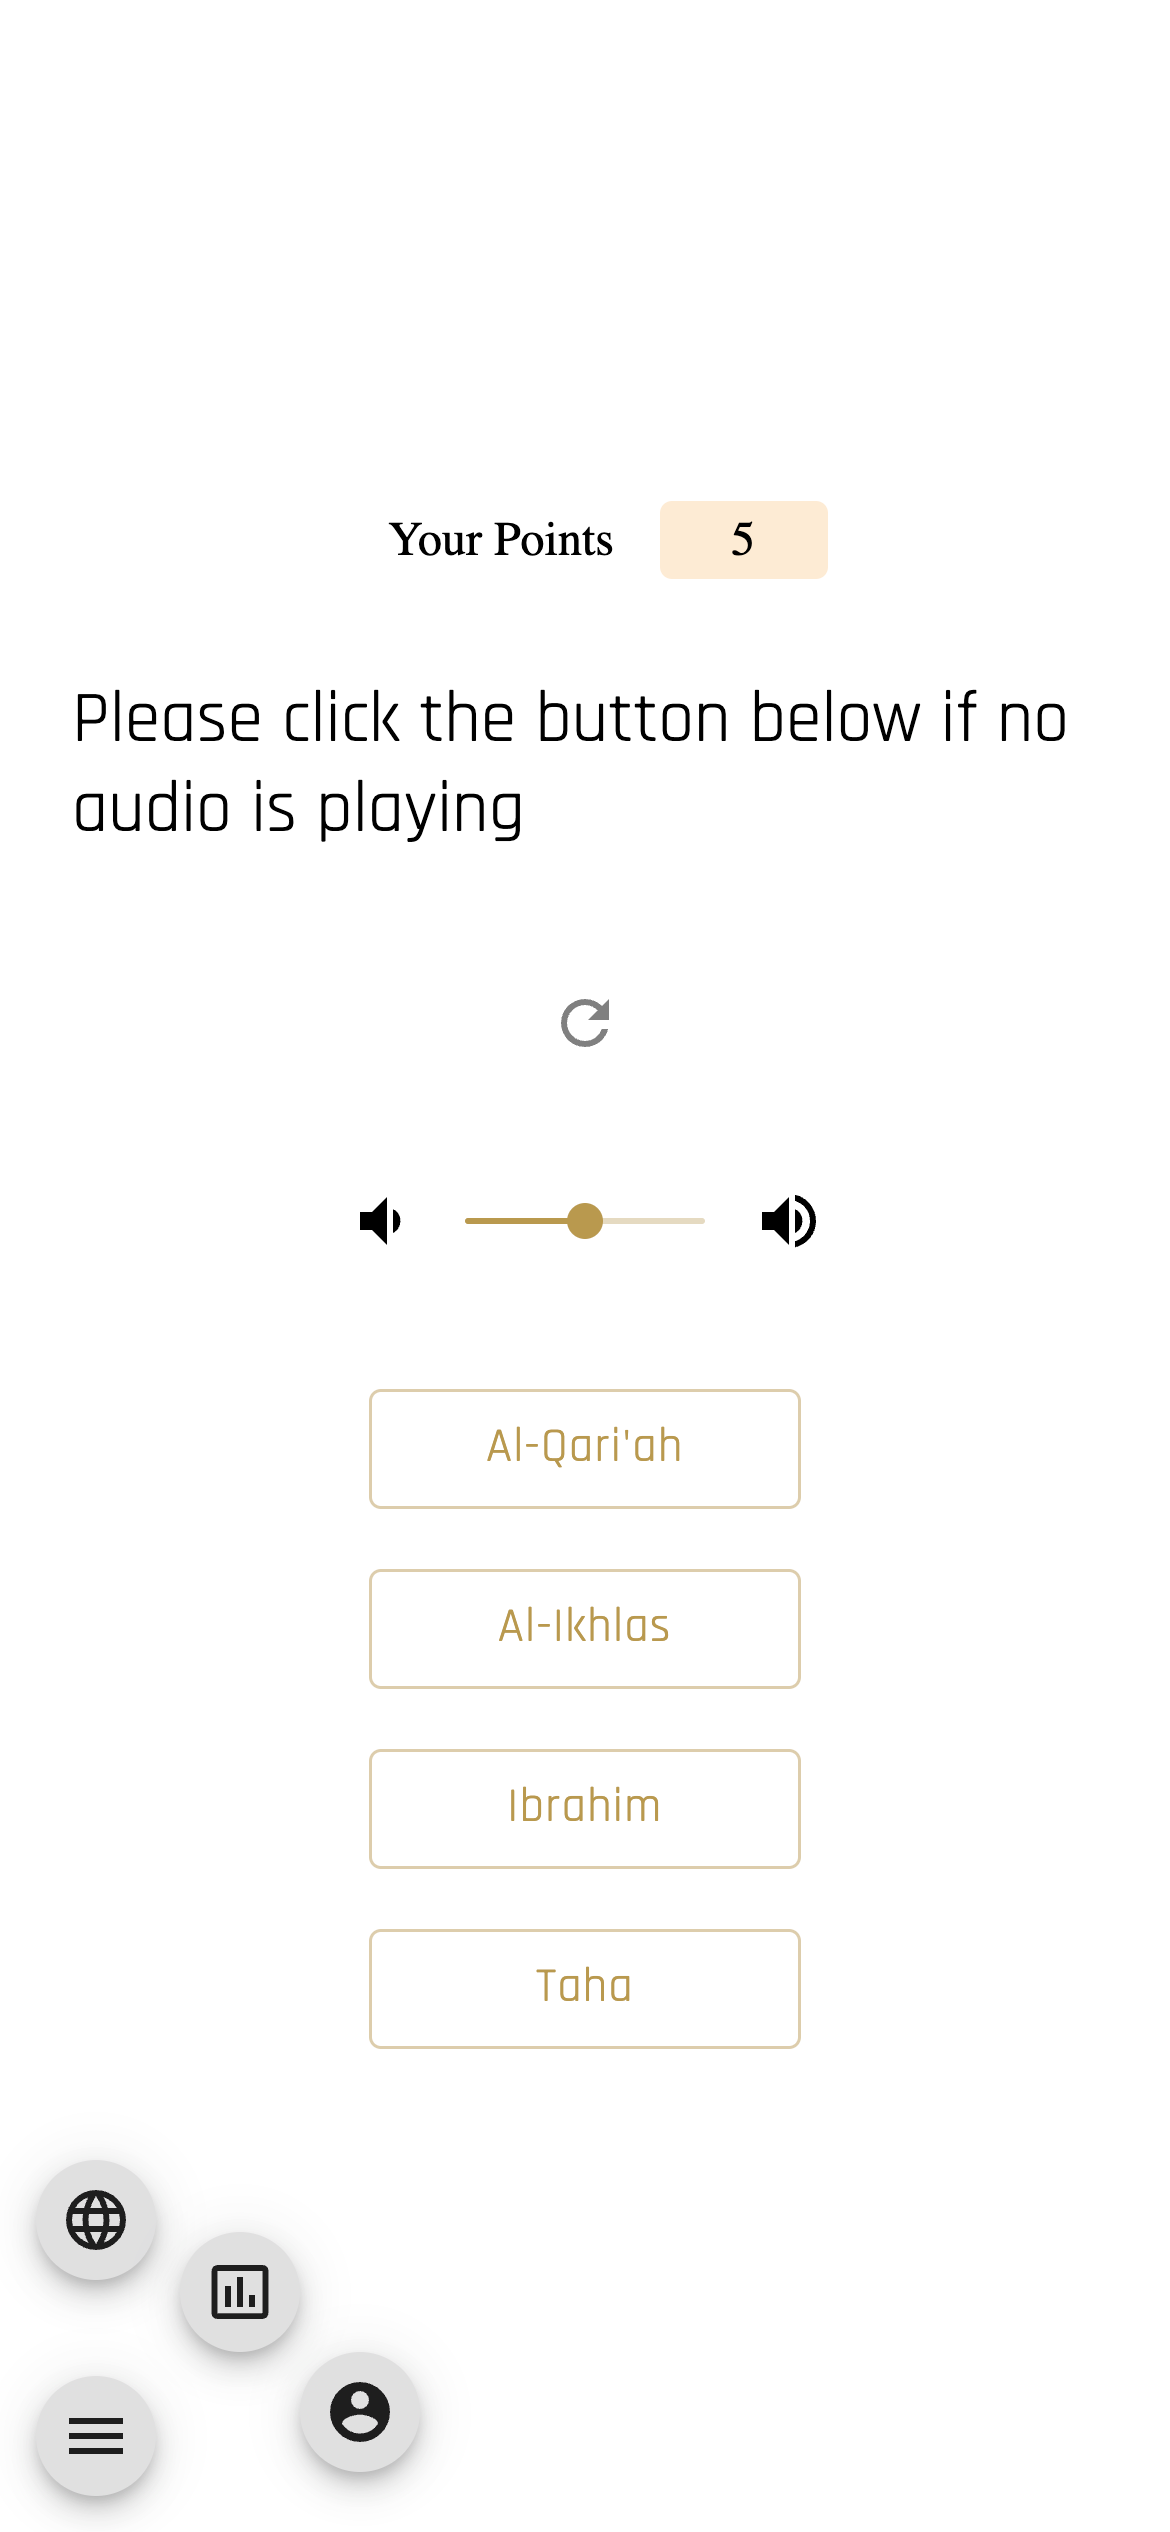 Your Points 5
Please click the button below if no
audio is playing
Al-Qari'ah
Al-Ikhlas
Ibrahim
Taha